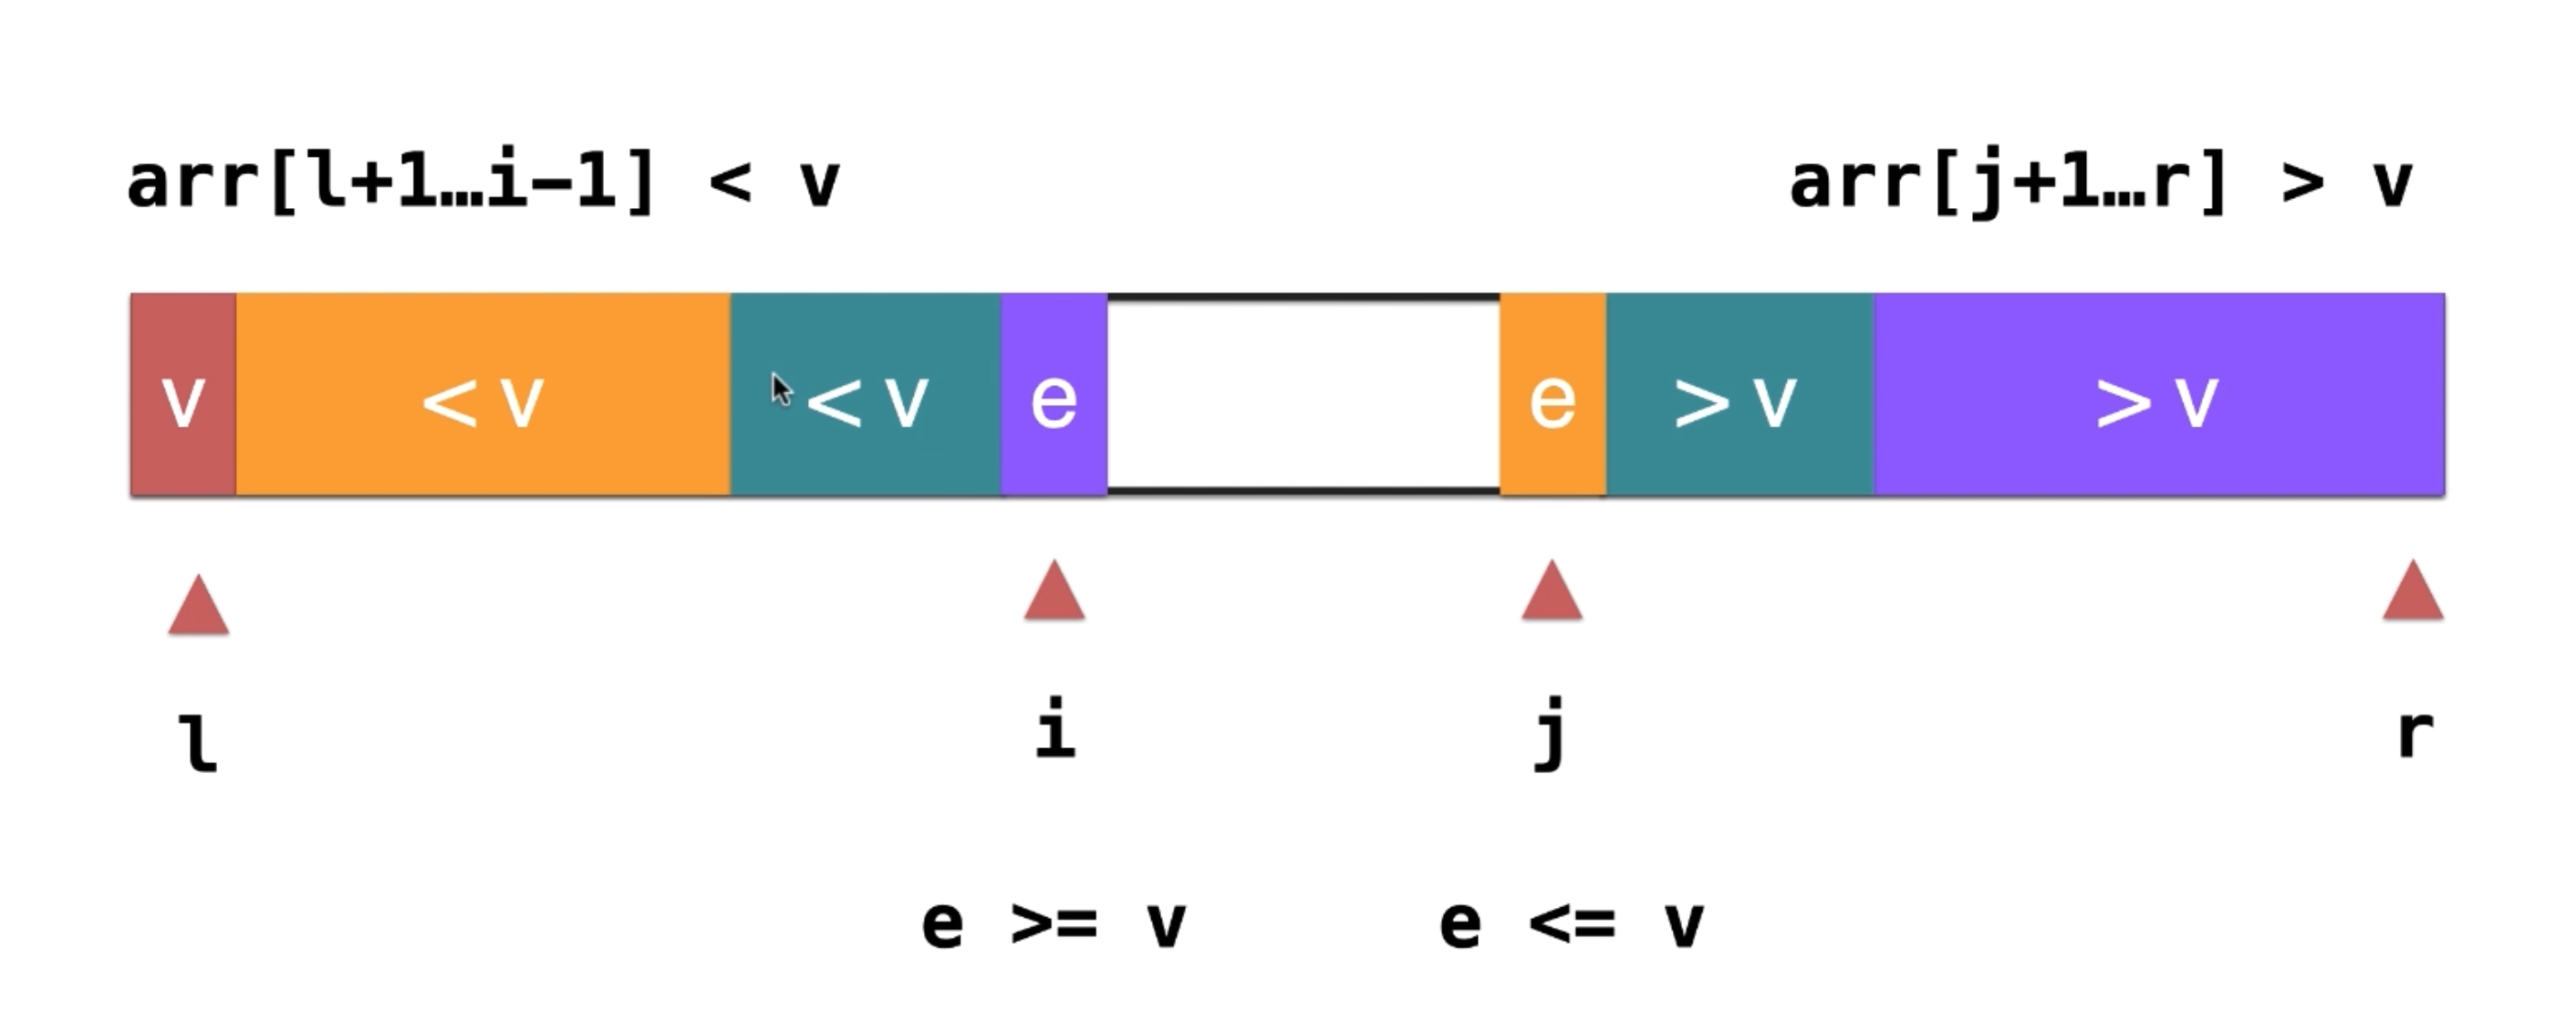 arr[l+1…i-1] < v arr[j+1…r] > v
v <v <v e e >v >v
l i j r
e >= v e <= v